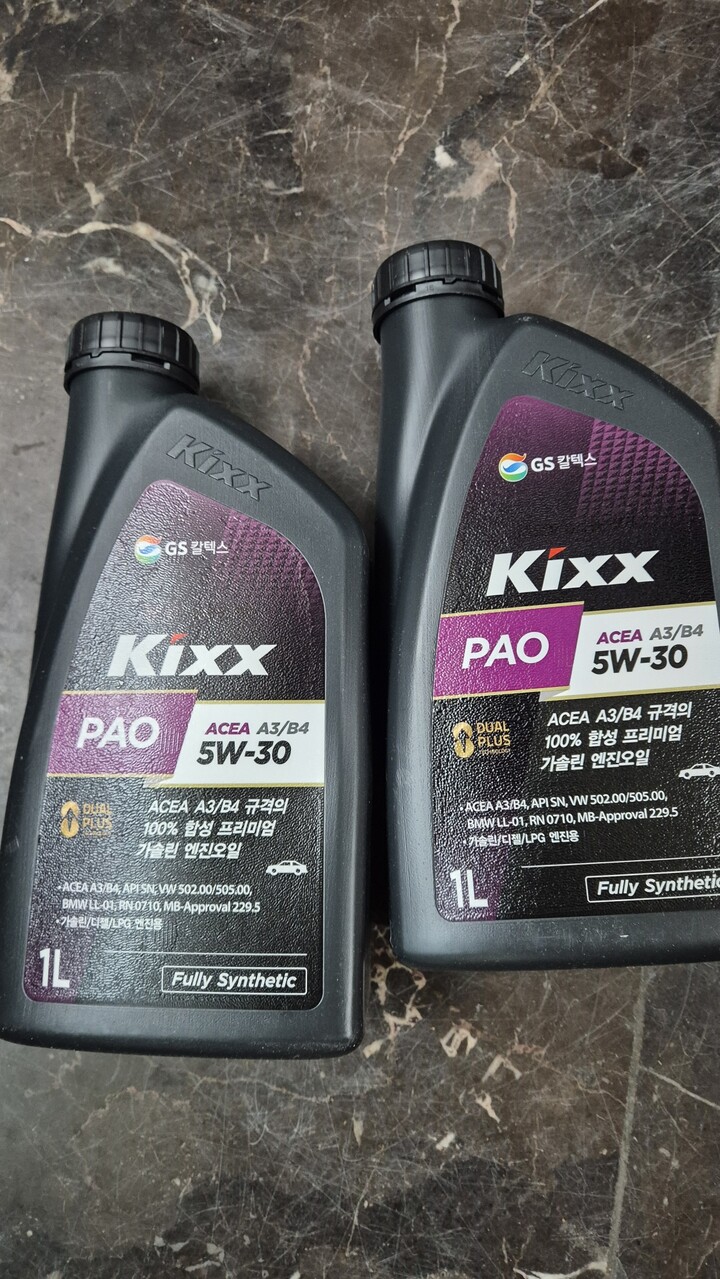 Kixx
GS 칼텍스
Kixx
PAO
ACEA A3/B4
5W-30
DUAL
PLUS
TECHNOLOGY
ACEA A3/B4 규격의
100% 합성 프리미엄
가솔린 엔진오일
• ACEA A3/B4, API SN, VW 502.00/505.00,
BMW LL-01, RN 0710, MB-Approval 229.5
• 가솔린/디젤/LPG 엔진용
1L
Fully Synthetic
Kixx
GS 칼텍스
Kixx
PAO
ACEA A3/B4
5W-30
DUAL
PLUS
TECHNOLOGY
ACEA A3/B4 규격의
100% 합성 프리미엄
가솔린 엔진오일
• ACEA A3/B4, API SN, VW 502.00/505.00,
BMW LL-01, RN 0710, MB-Approval 229.5
• 가솔린/디젤/LPG 엔진용
1L
Fully Synthetic